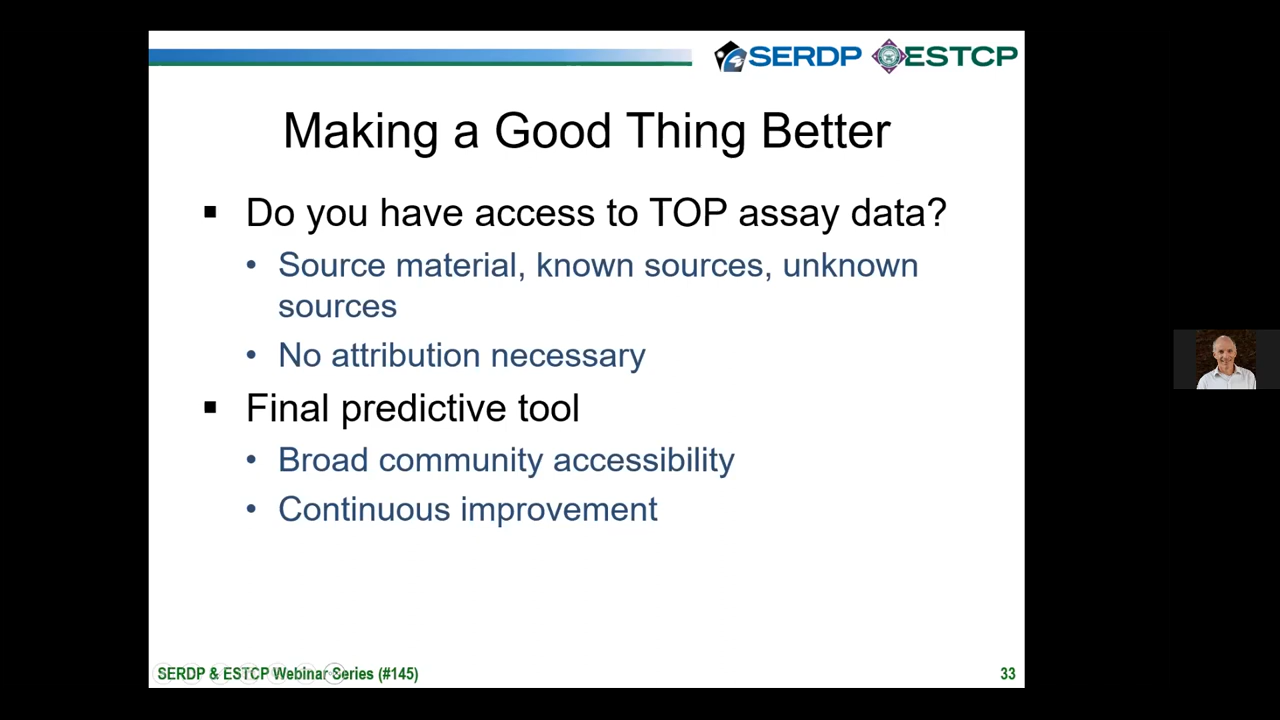 SERDP ESTCP
Making a Good Thing Better
▪ Do you have access to TOP assay data?
• Source material, known sources, unknown
sources
• No attribution necessary
▪ Final predictive tool
• Broad community accessibility
• Continuous improvement
SERDP & ESTCP Webinar Series (#145)
33